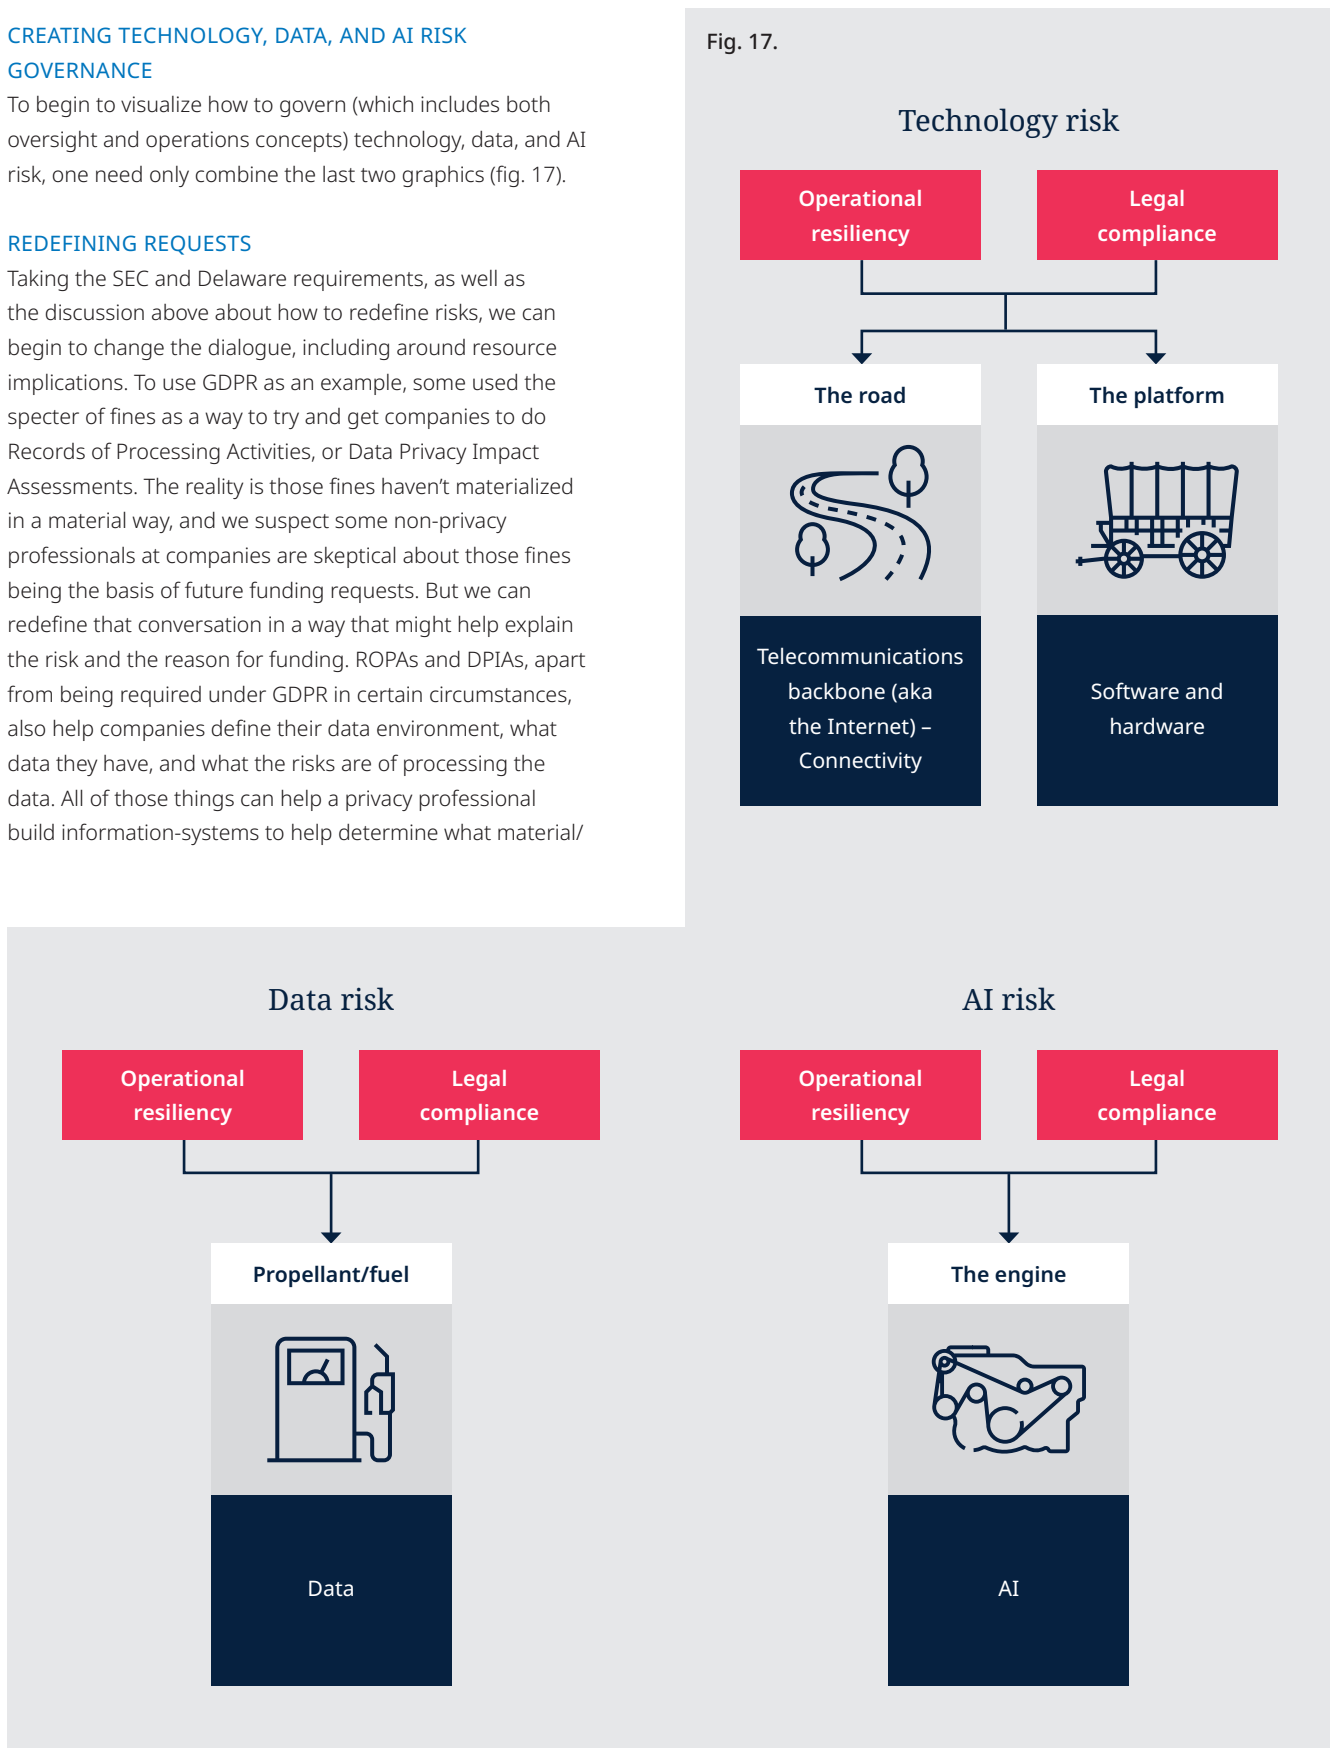 CREATING TECHNOLOGY, DATA, AND AI RISK
GOVERNANCE
To begin to visualize how to govern (which includes both
oversight and operations concepts) technology, data, and AI
risk, one need only combine the last two graphics (fig. 17).
REDEFINING REQUESTS
Taking the SEC and Delaware requirements, as well as
the discussion above about how to redefine risks, we can
begin to change the dialogue, including around resource
implications. To use GDPR as an example, some used the
specter of fines as a way to try and get companies to do
Records of Processing Activities, or Data Privacy Impact
Assessments. The reality is those fines haven’t materialized
in a material way, and we suspect some non-privacy
professionals at companies are skeptical about those fines
being the basis of future funding requests. But we can
redefine that conversation in a way that might help explain
the risk and the reason for funding. ROPAs and DPIAs, apart
from being required under GDPR in certain circumstances,
also help companies define their data environment, what
data they have, and what the risks are of processing the
data. All of those things can help a privacy professional
build information-systems to help determine what material/
Fig. 17.
Technology risk
Operational
resiliency
Legal
compliance
The road
The platform
Telecommunications
backbone (aka
the Internet) –
Connectivity
Software and
hardware
Data risk
Operational
resiliency
Legal
compliance
Propellant/fuel
Data
AI risk
Operational
resiliency
Legal
compliance
The engine
AI